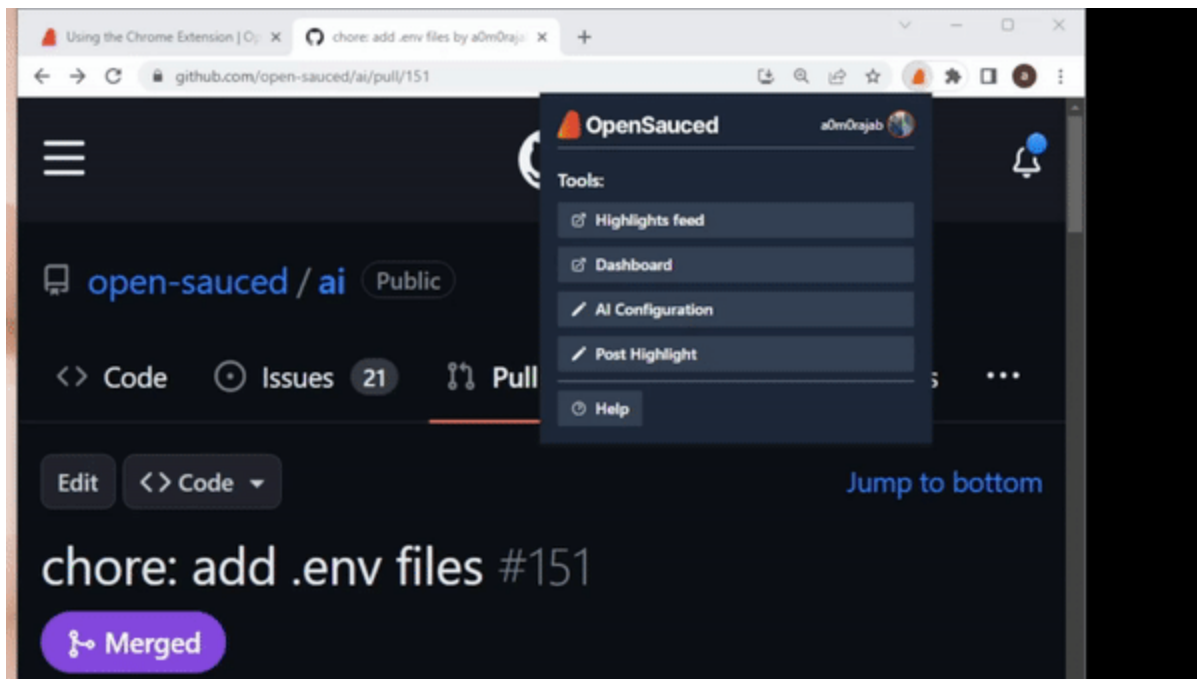 Using the Chrome Extension | O
chore: add .env files by a0m0raja
github.com/open-sauced/ai/pull/151
OpenSauced
a0m0rajab
Tools:
Highlights feed
Dashboard
AI Configuration
Post Highlight
Help
open-sauced / ai Public
<> Code
Issues 21
Pull
s
Edit
<> Code
Jump to bottom
chore: add .env files #151
Merged